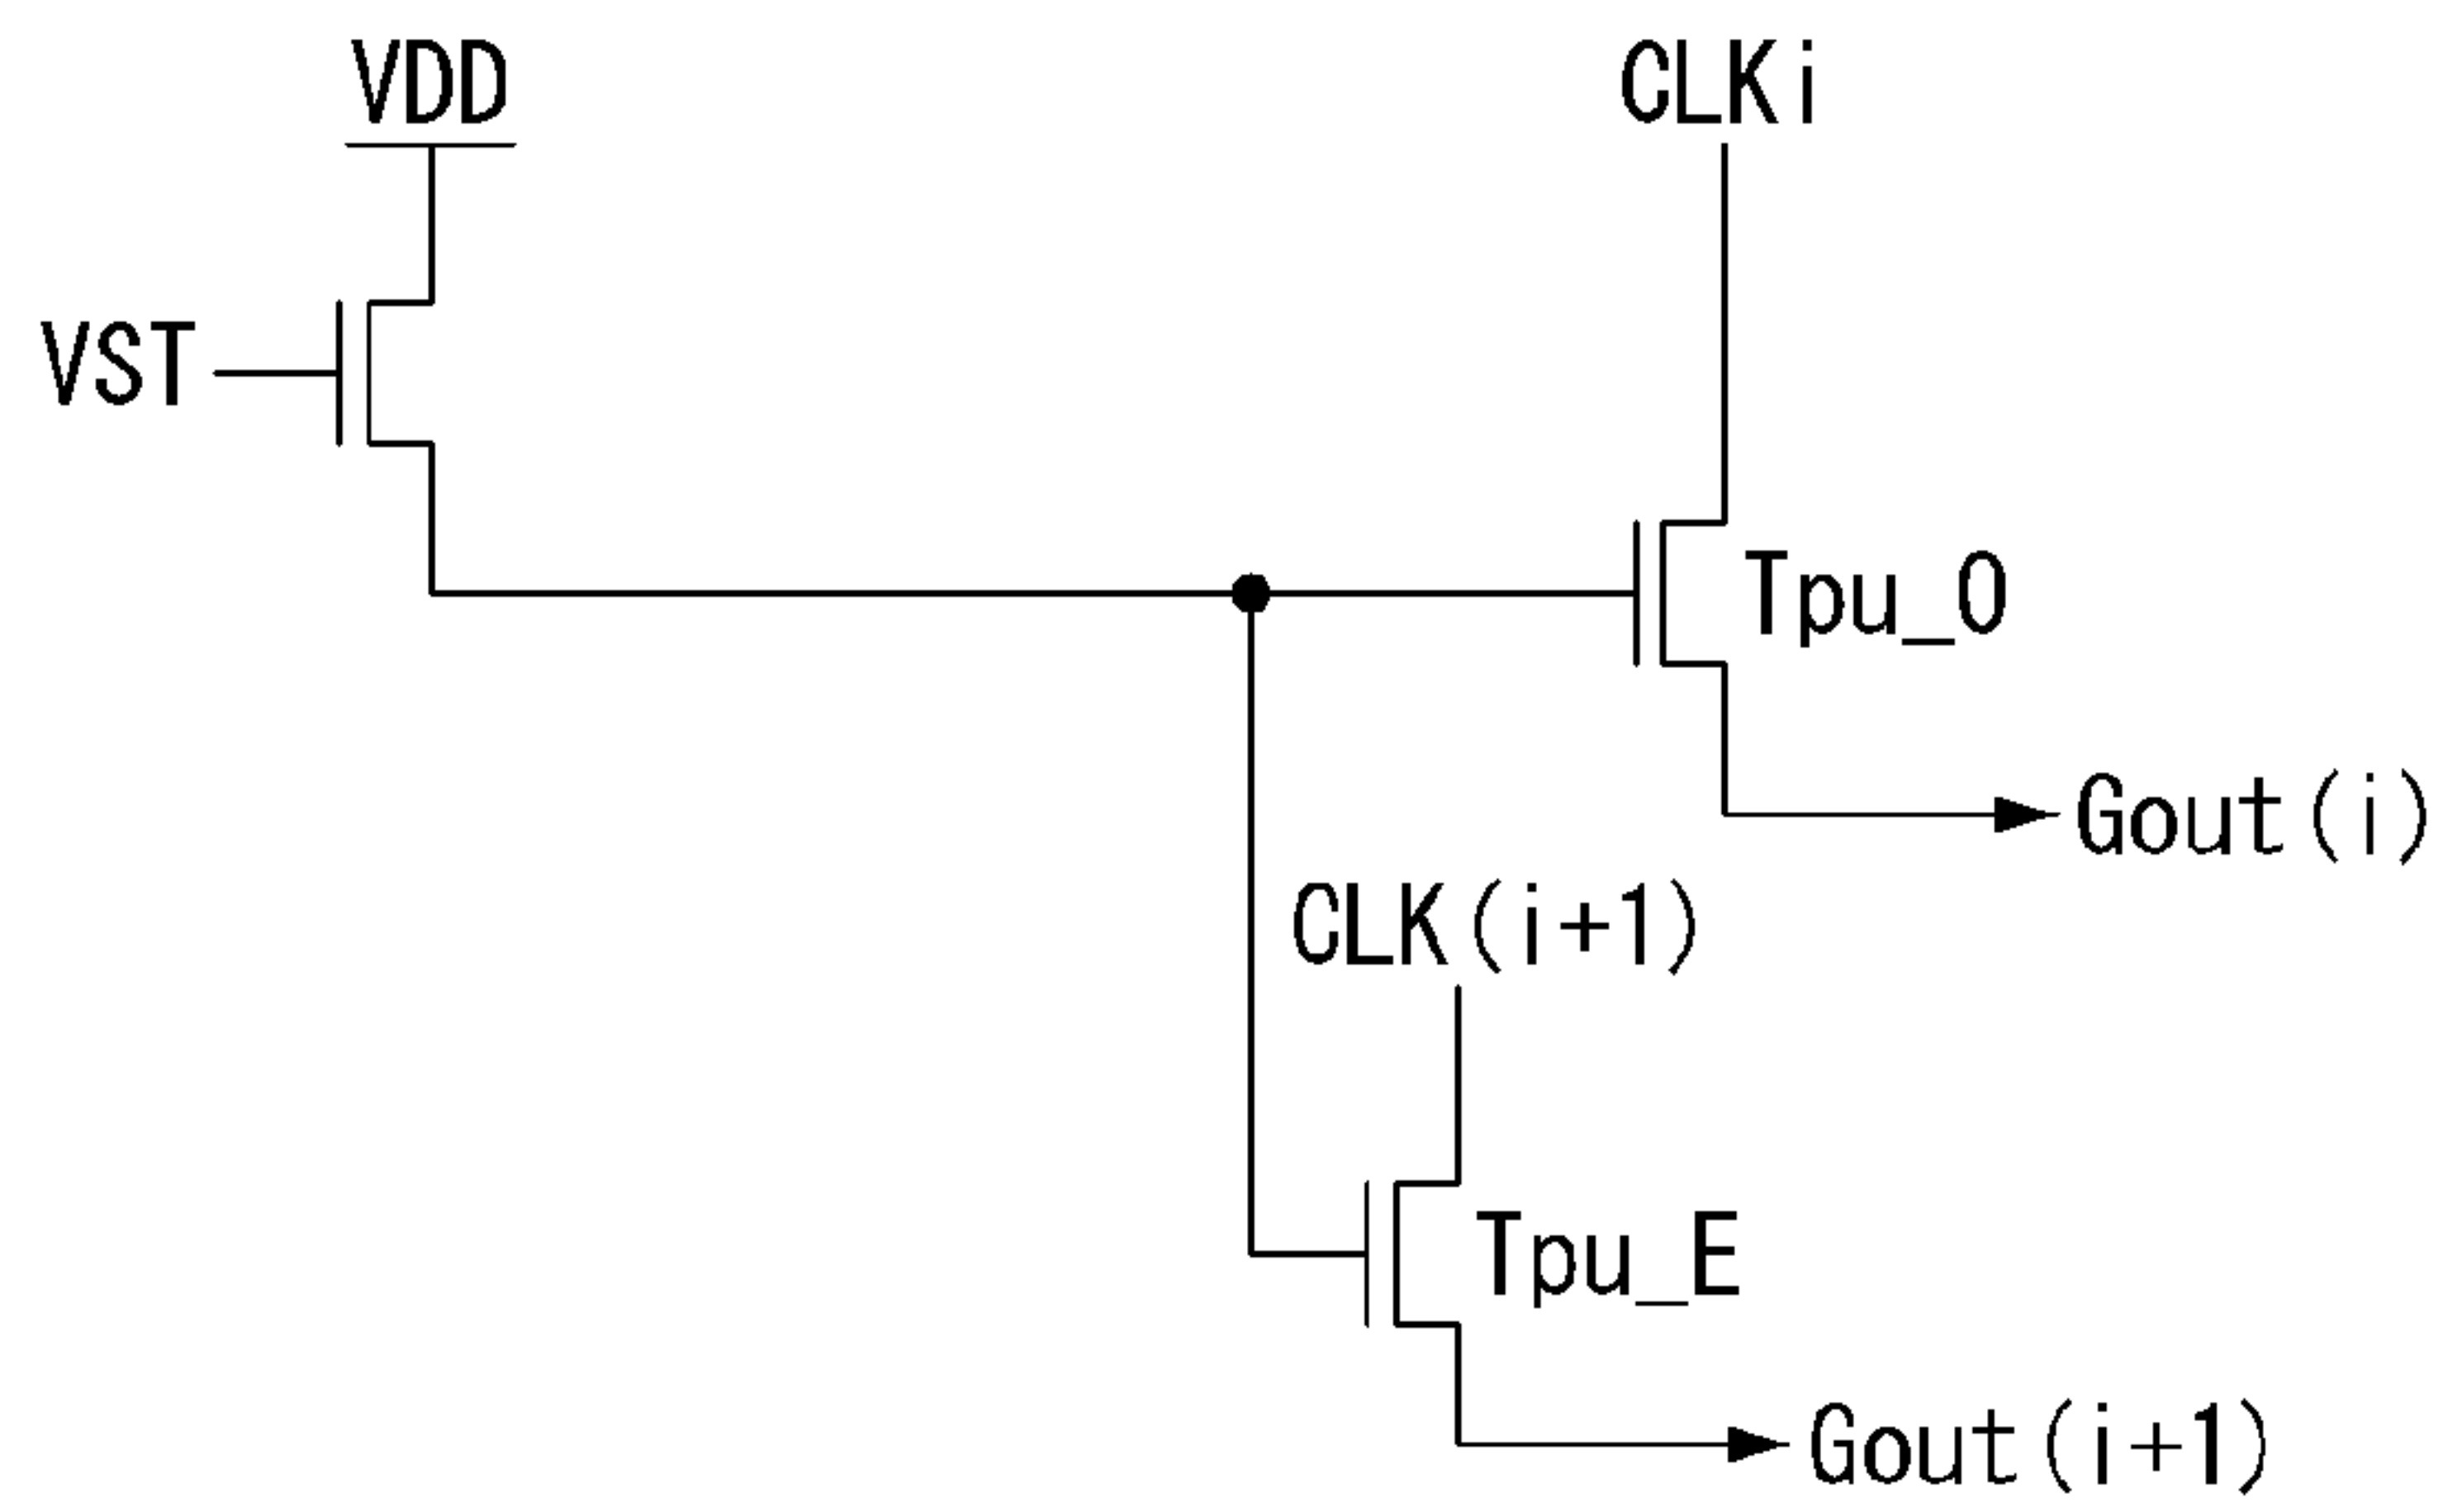 VDD
CLKi
VST
Tpu_O
Gout(i)
CLK(i+1)
Tpu_E
Gout(i+1)